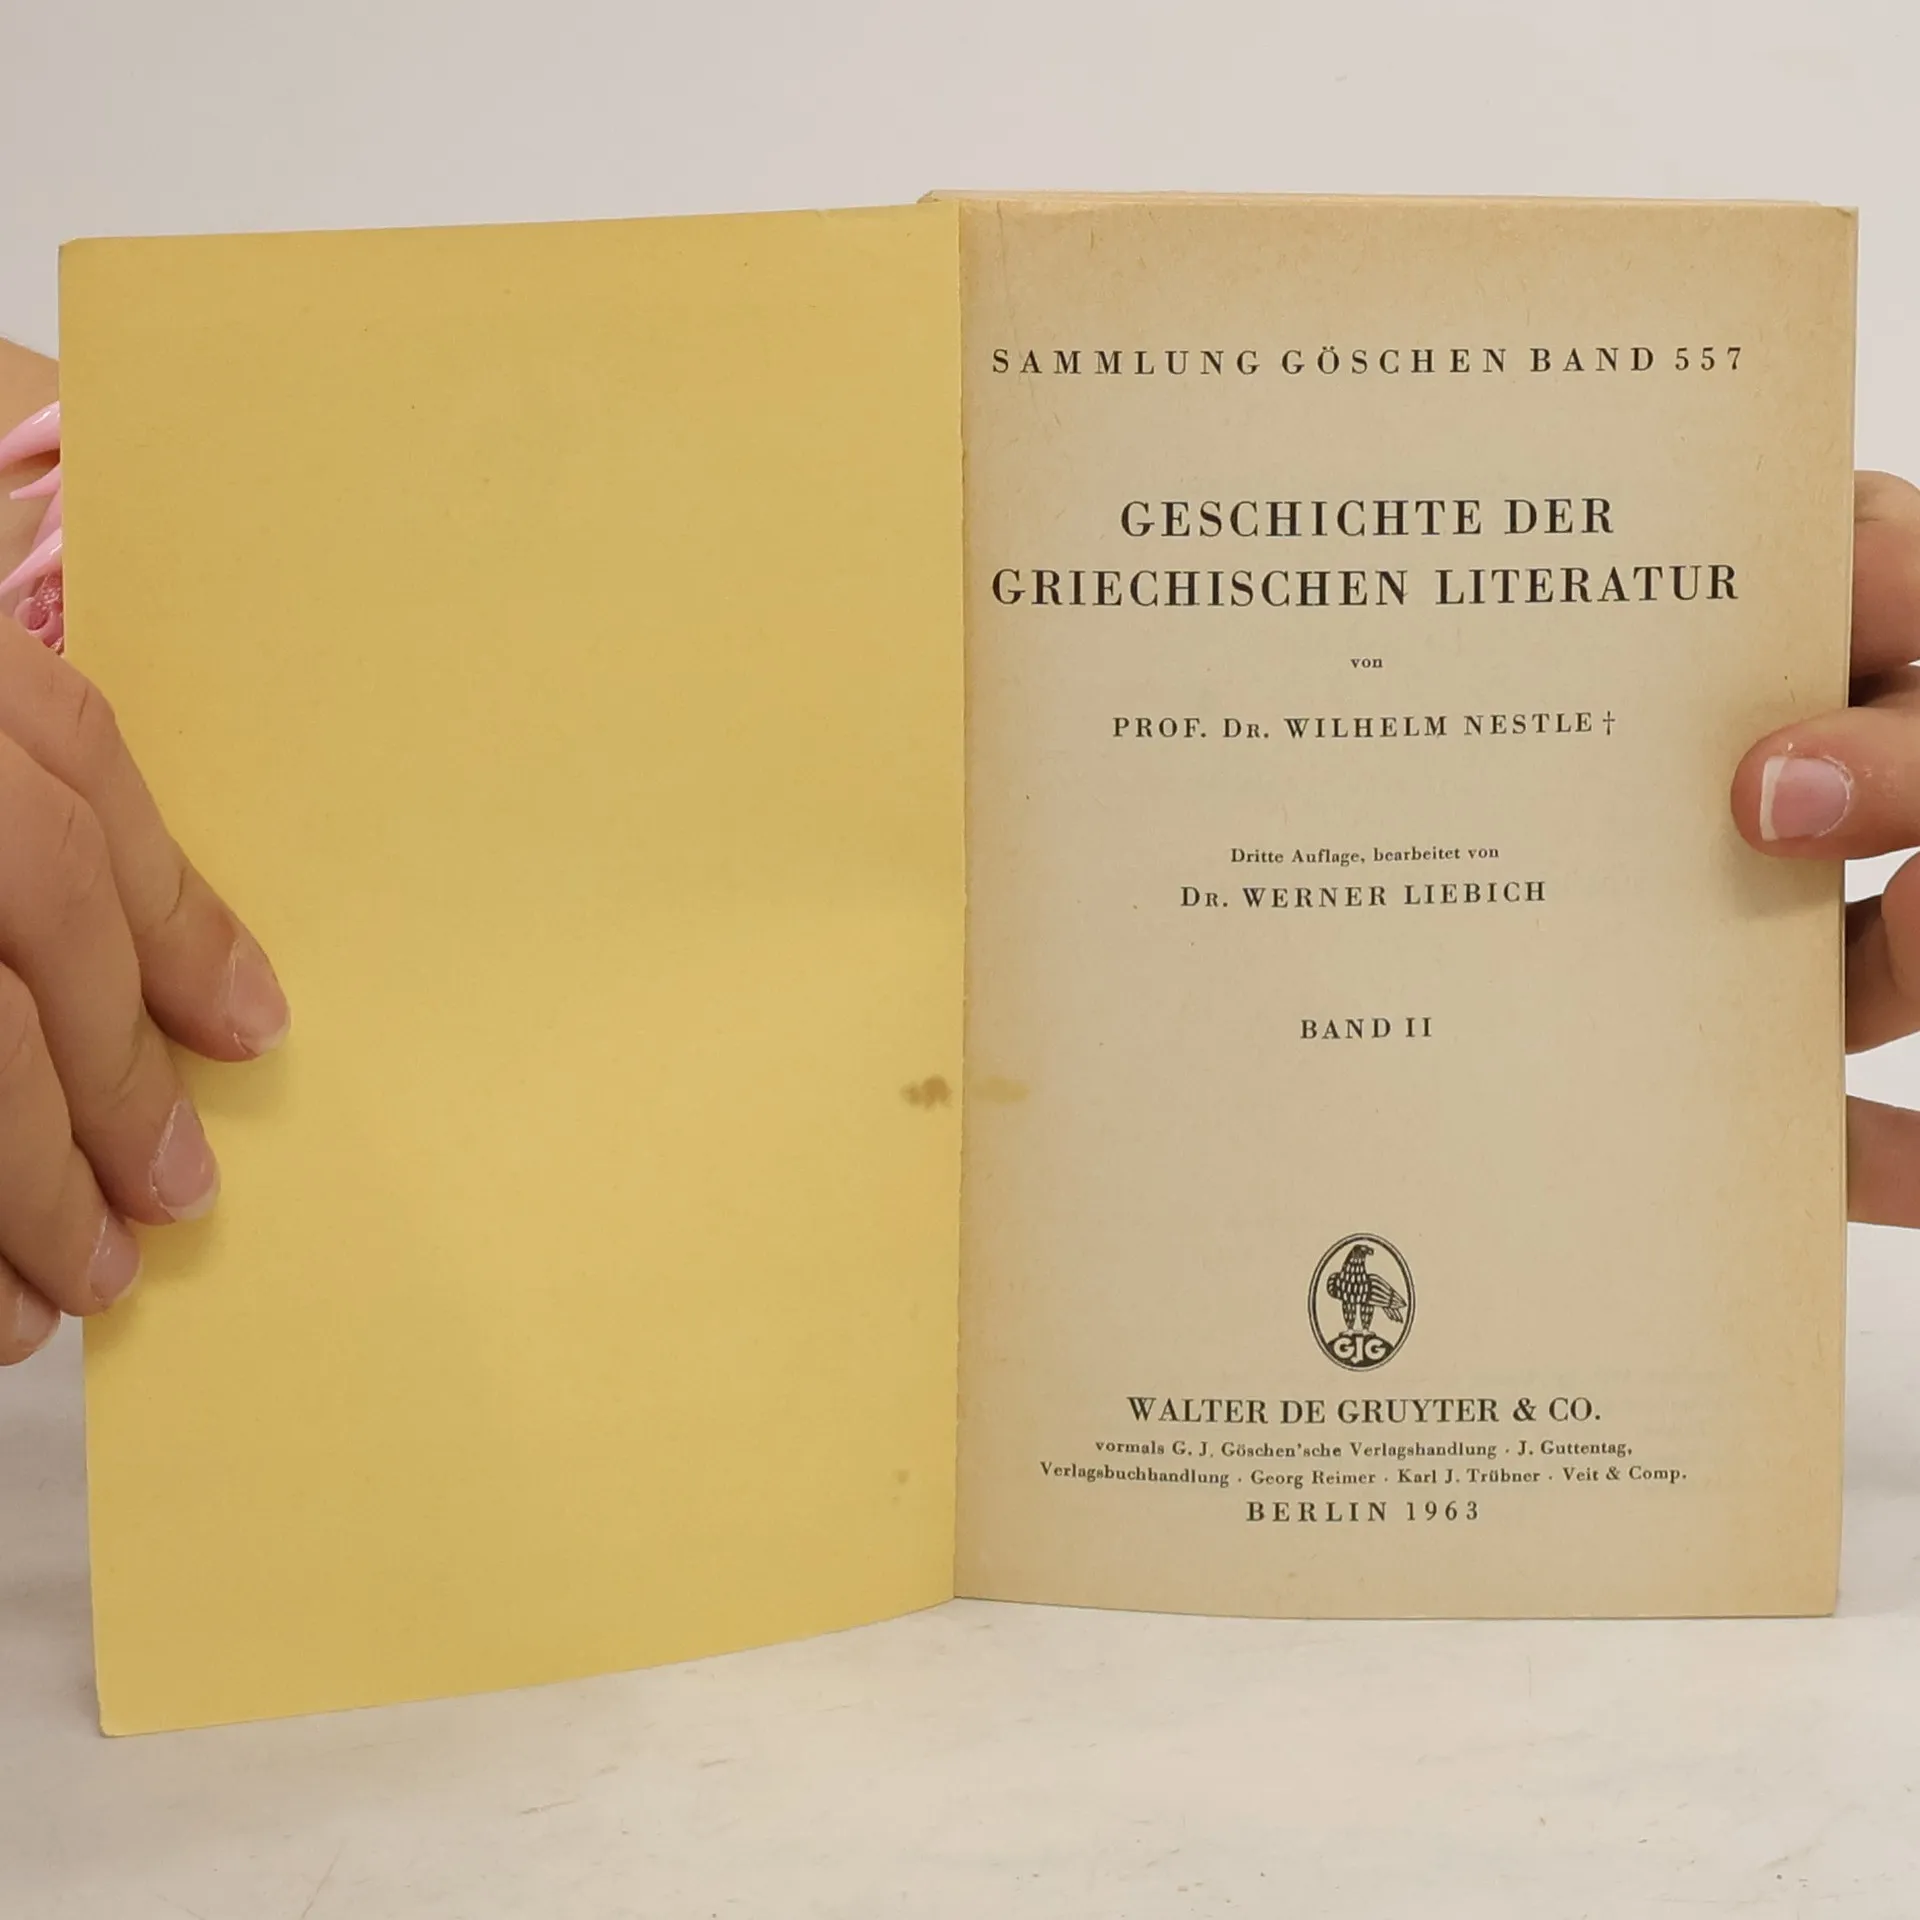 SAMMLUNG GÖSCHEN BAND 557
GESCHICHTE DER
GRIECHISCHEN LITERATUR
von
PROF. DR. WILHELM NESTLE †
Dritte Auflage, bearbeitet von
DR. WERNER LIEBICH
BAND II
GJG
WALTER DE GRUYTER & CO.
vormals G. J. Göschen'sche Verlagshandlung · J. Guttentag,
Verlagsbuchhandlung · Georg Reimer · Karl J. Trübner · Veit & Comp.
BERLIN 1963